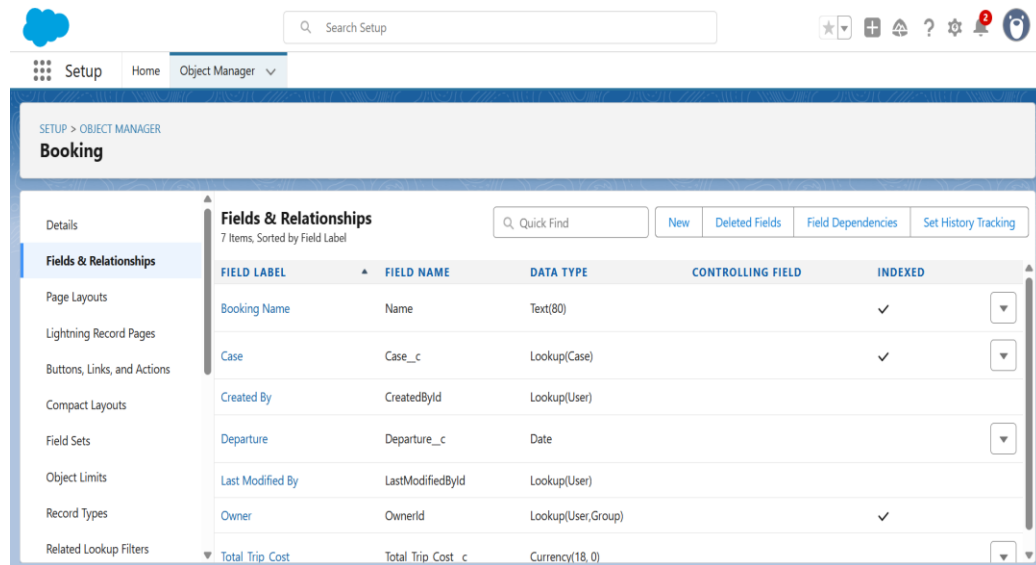 Search Setup
2
Setup Home Object Manager
SETUP > OBJECT MANAGER
Booking
Details
Fields & Relationships
Page Layouts
Lightning Record Pages
Buttons, Links, and Actions
Compact Layouts
Field Sets
Object Limits
Record Types
Related Lookup Filters
Fields & Relationships
7 Items, Sorted by Field Label
Quick Find New Deleted Fields Field Dependencies Set History Tracking
FIELD LABEL FIELD NAME DATA TYPE CONTROLLING FIELD INDEXED
Booking Name Name Text(80)
Case Case__c Lookup(Case)
Created By CreatedById Lookup(User)
Departure Departure__c Date
Last Modified By LastModifiedById Lookup(User)
Owner OwnerId Lookup(User,Group)
Total Trip Cost Total_Trip_Cost__c Currency(18, 0)